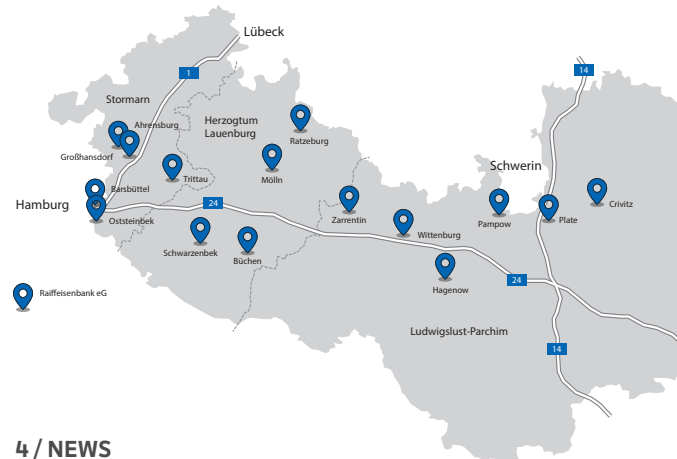 Lübeck
1
14
Stormarn
Ahrensburg
Herzogtum
Lauenburg
Ratzeburg
Großhansdorf
Trittau
Mölln
Schwerin
Barsbüttel
Hamburg
24
Oststeinbek
Zarrentin
Wittenburg
Pampow
Plate
Crivitz
Schwarzenbek
Büchen
Hagenow
24
Raiffeisenbank eG
Ludwigslust-Parchim
14
4 / NEWS